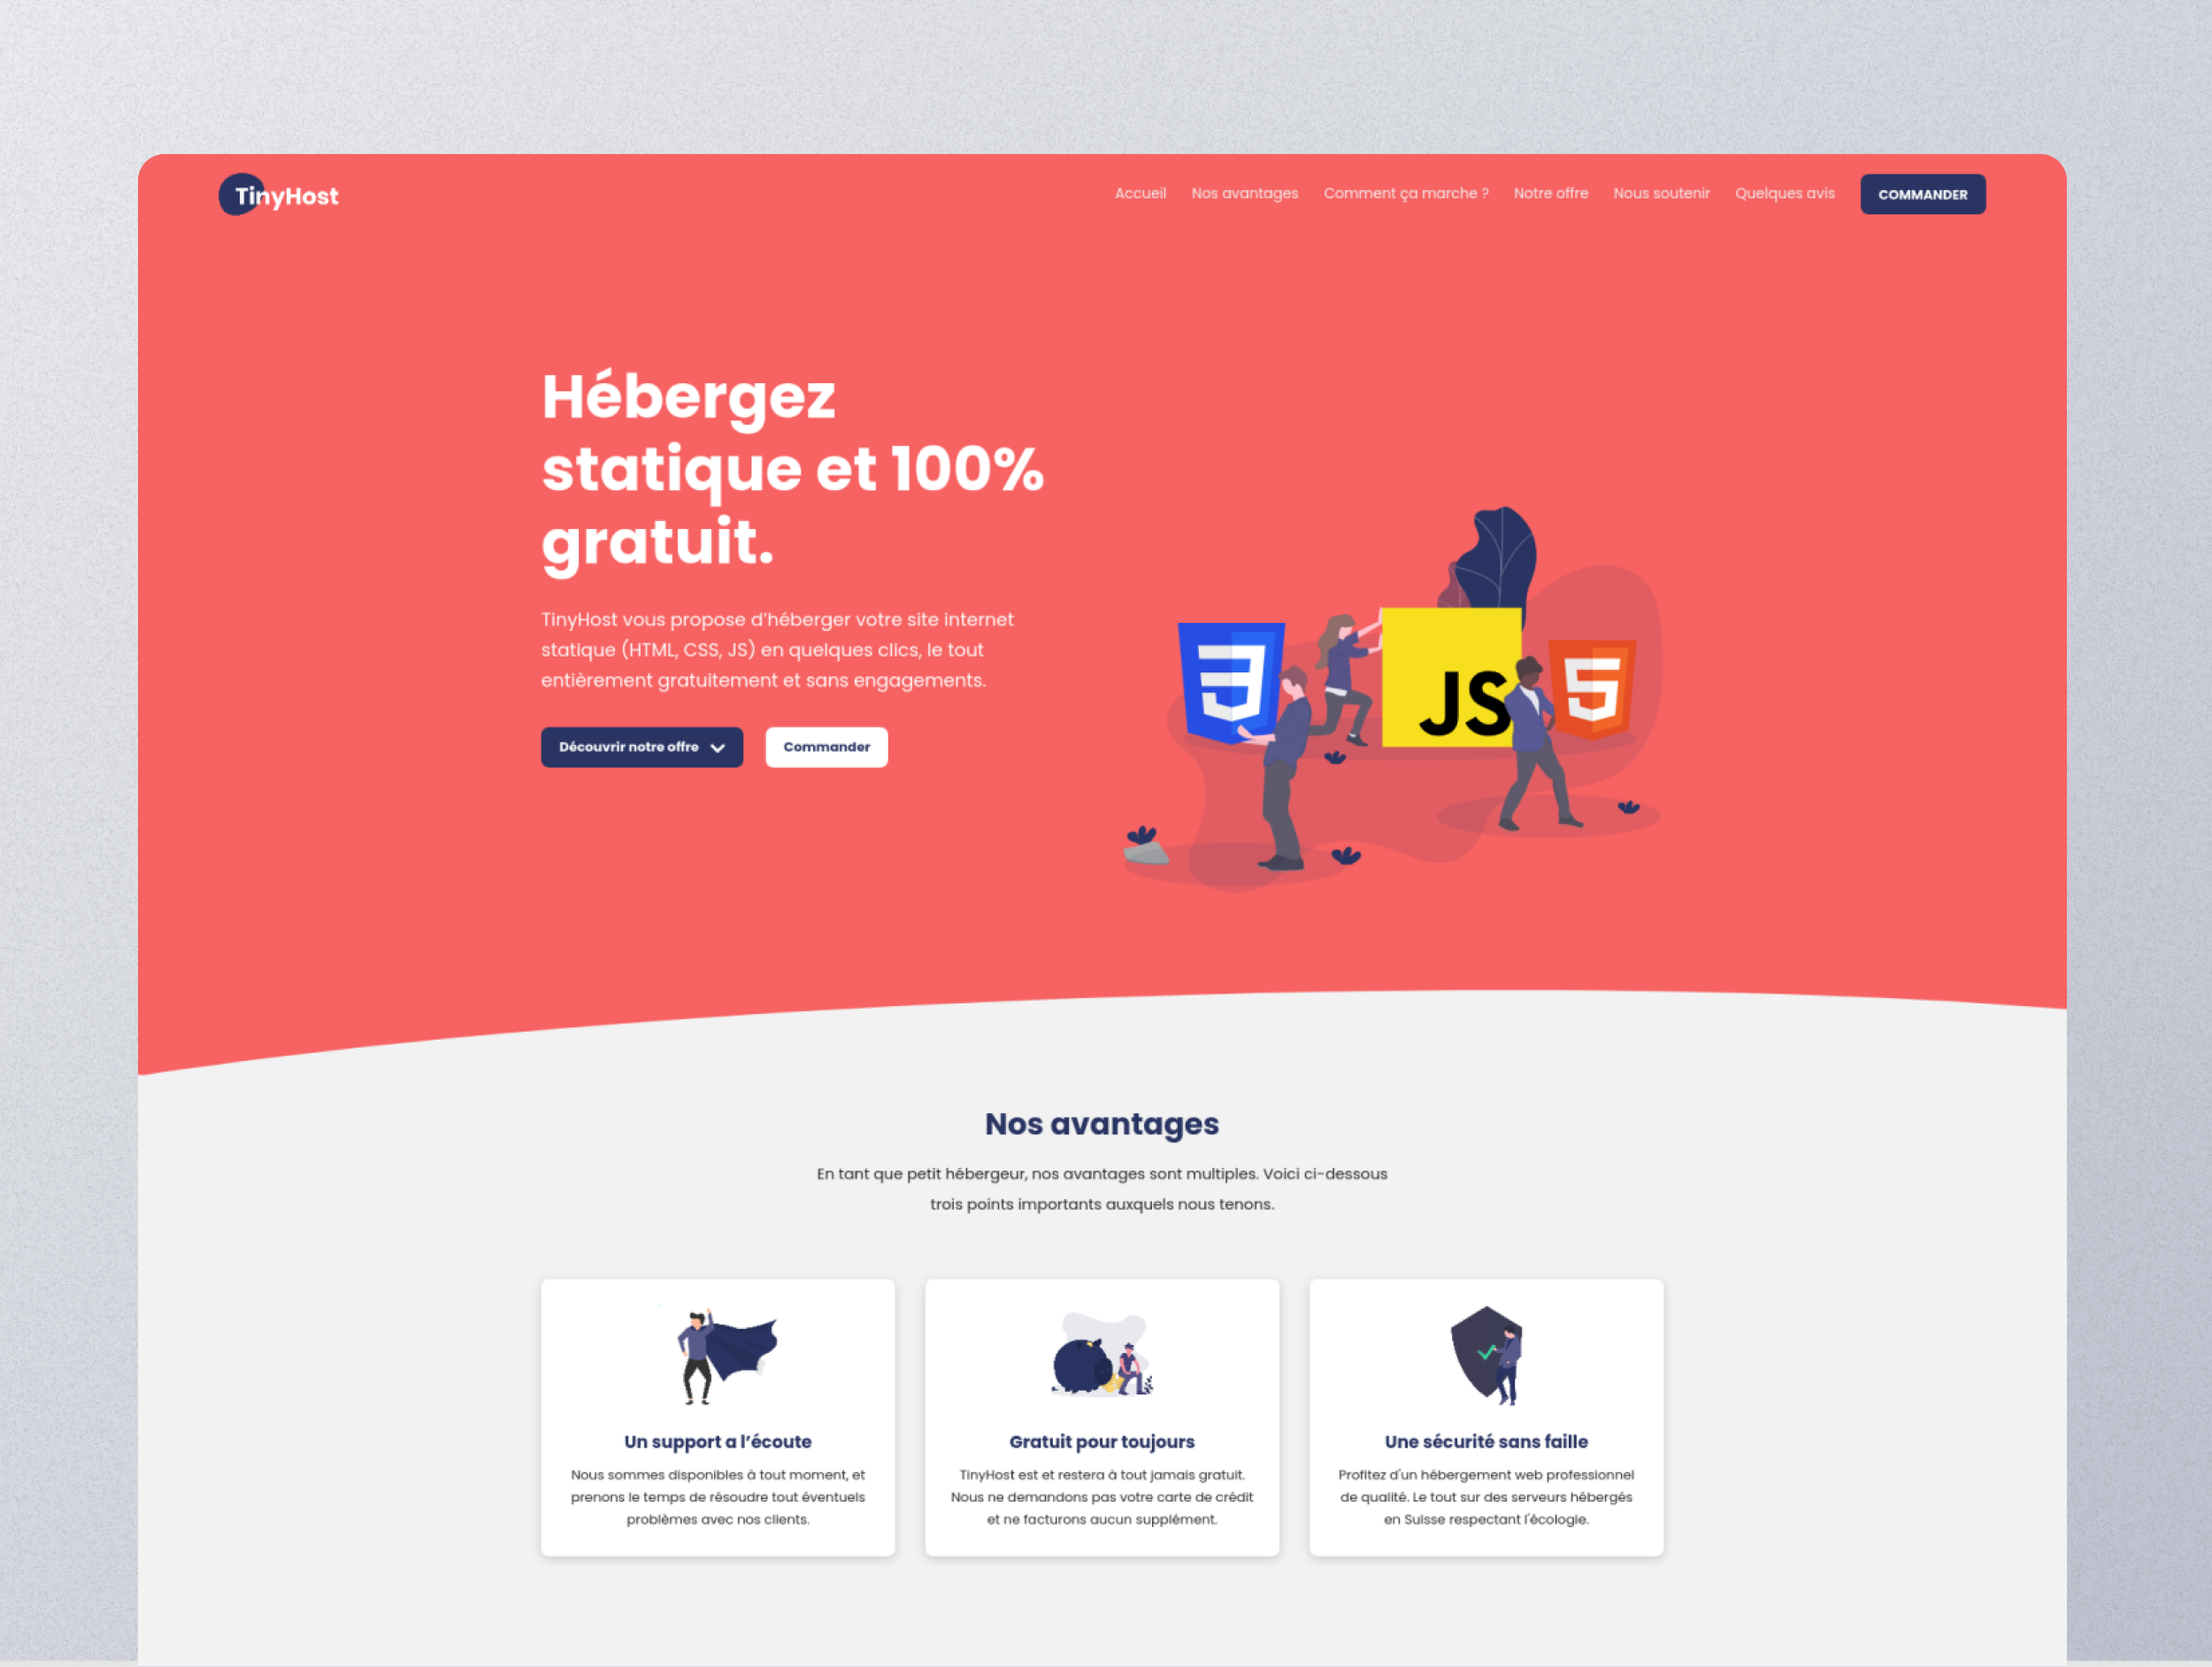 TinyHost
Accueil
Nos avantages
Comment ça marche ?
Notre offre
Nous soutenir
Quelques avis
COMMANDER
Hébergez
statique et 100%
gratuit.
TinyHost vous propose d’héberger votre site internet
statique (HTML, CSS, JS) en quelques clics, le tout
entièrement gratuitement et sans engagements.
Découvrir notre offre
Commander
3
JS
5
Nos avantages
En tant que petit hébergeur, nos avantages sont multiples. Voici ci-dessous
trois points importants auxquels nous tenons.
Un support a l’écoute
Nous sommes disponibles à tout moment, et
prenons le temps de résoudre tout éventuels
problèmes avec nos clients.
Gratuit pour toujours
TinyHost est et restera à tout jamais gratuit.
Nous ne demandons pas votre carte de crédit
et ne facturons aucun supplément.
Une sécurité sans faille
Profitez d'un hébergement web professionnel
de qualité. Le tout sur des serveurs hébergés
en Suisse respectant l'écologie.